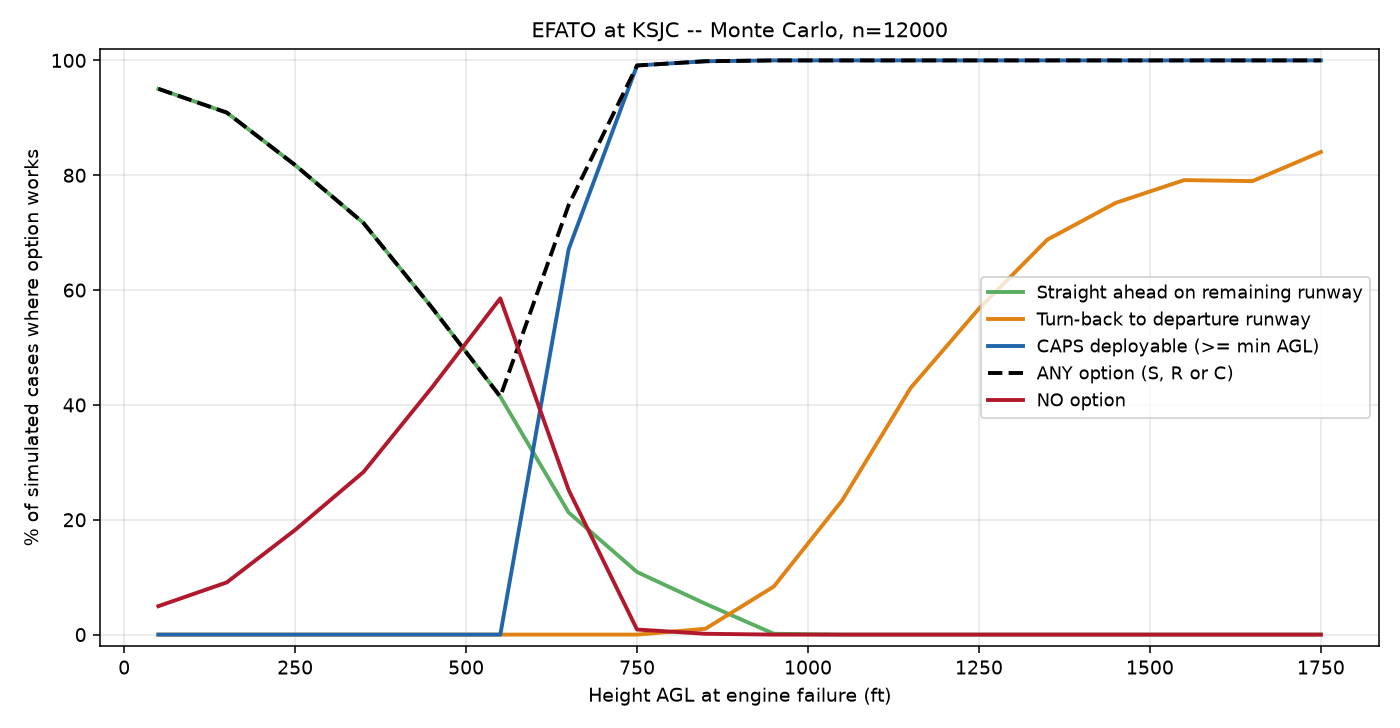 EFATO at KSJC -- Monte Carlo, n=12000
% of simulated cases where option works
100
80
60
40
20
0
Straight ahead on remaining runway
Turn-back to departure runway
CAPS deployable (>= min AGL)
ANY option (S, R or C)
NO option
0
250
500
750
1000
1250
1500
1750
Height AGL at engine failure (ft)